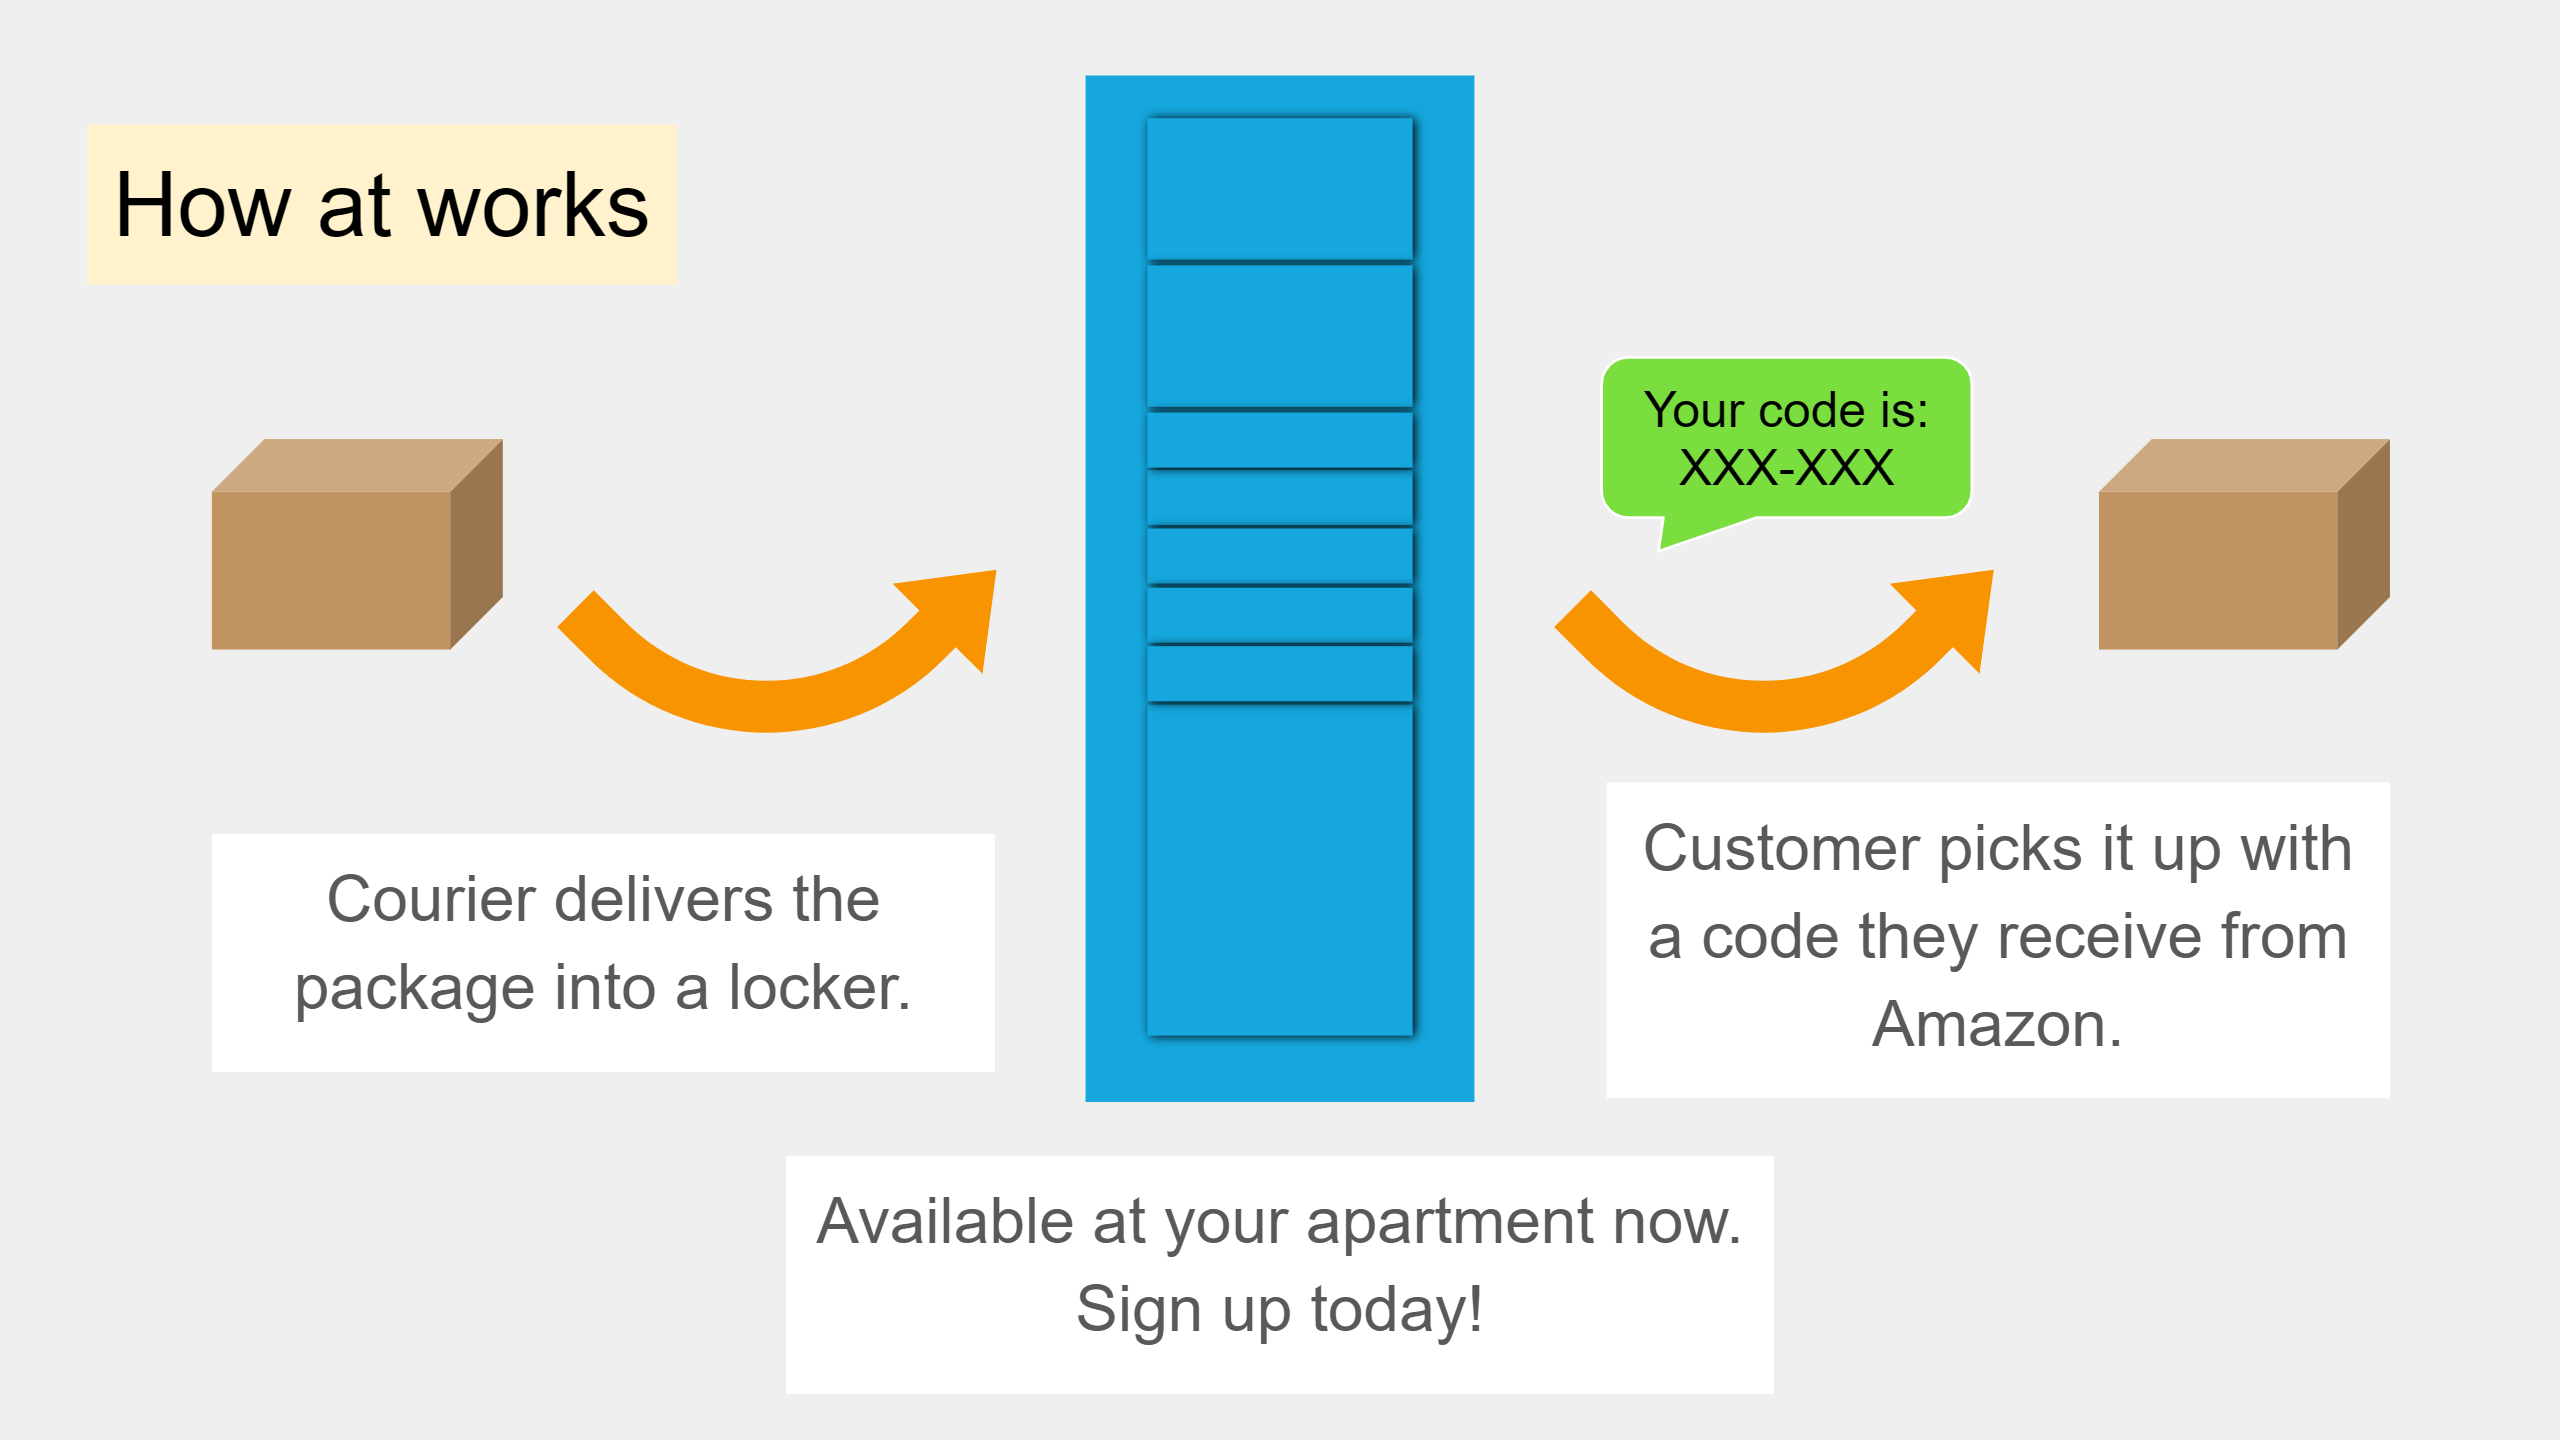 How at works
Your code is:
XXX-XXX
Courier delivers the
package into a locker.
Customer picks it up with
a code they receive from
Amazon.
Available at your apartment now.
Sign up today!